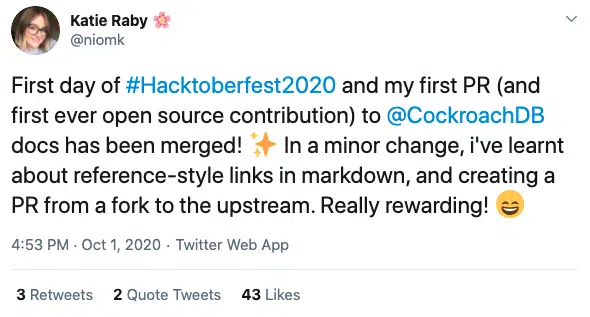 Katie Raby 🌸
@niomk
First day of #Hacktoberfest2020 and my first PR (and
first ever open source contribution) to @CockroachDB
docs has been merged! ✨ In a minor change, i've learnt
about reference-style links in markdown, and creating a
PR from a fork to the upstream. Really rewarding! 😄
4:53 PM · Oct 1, 2020 · Twitter Web App
3 Retweets 2 Quote Tweets 43 Likes